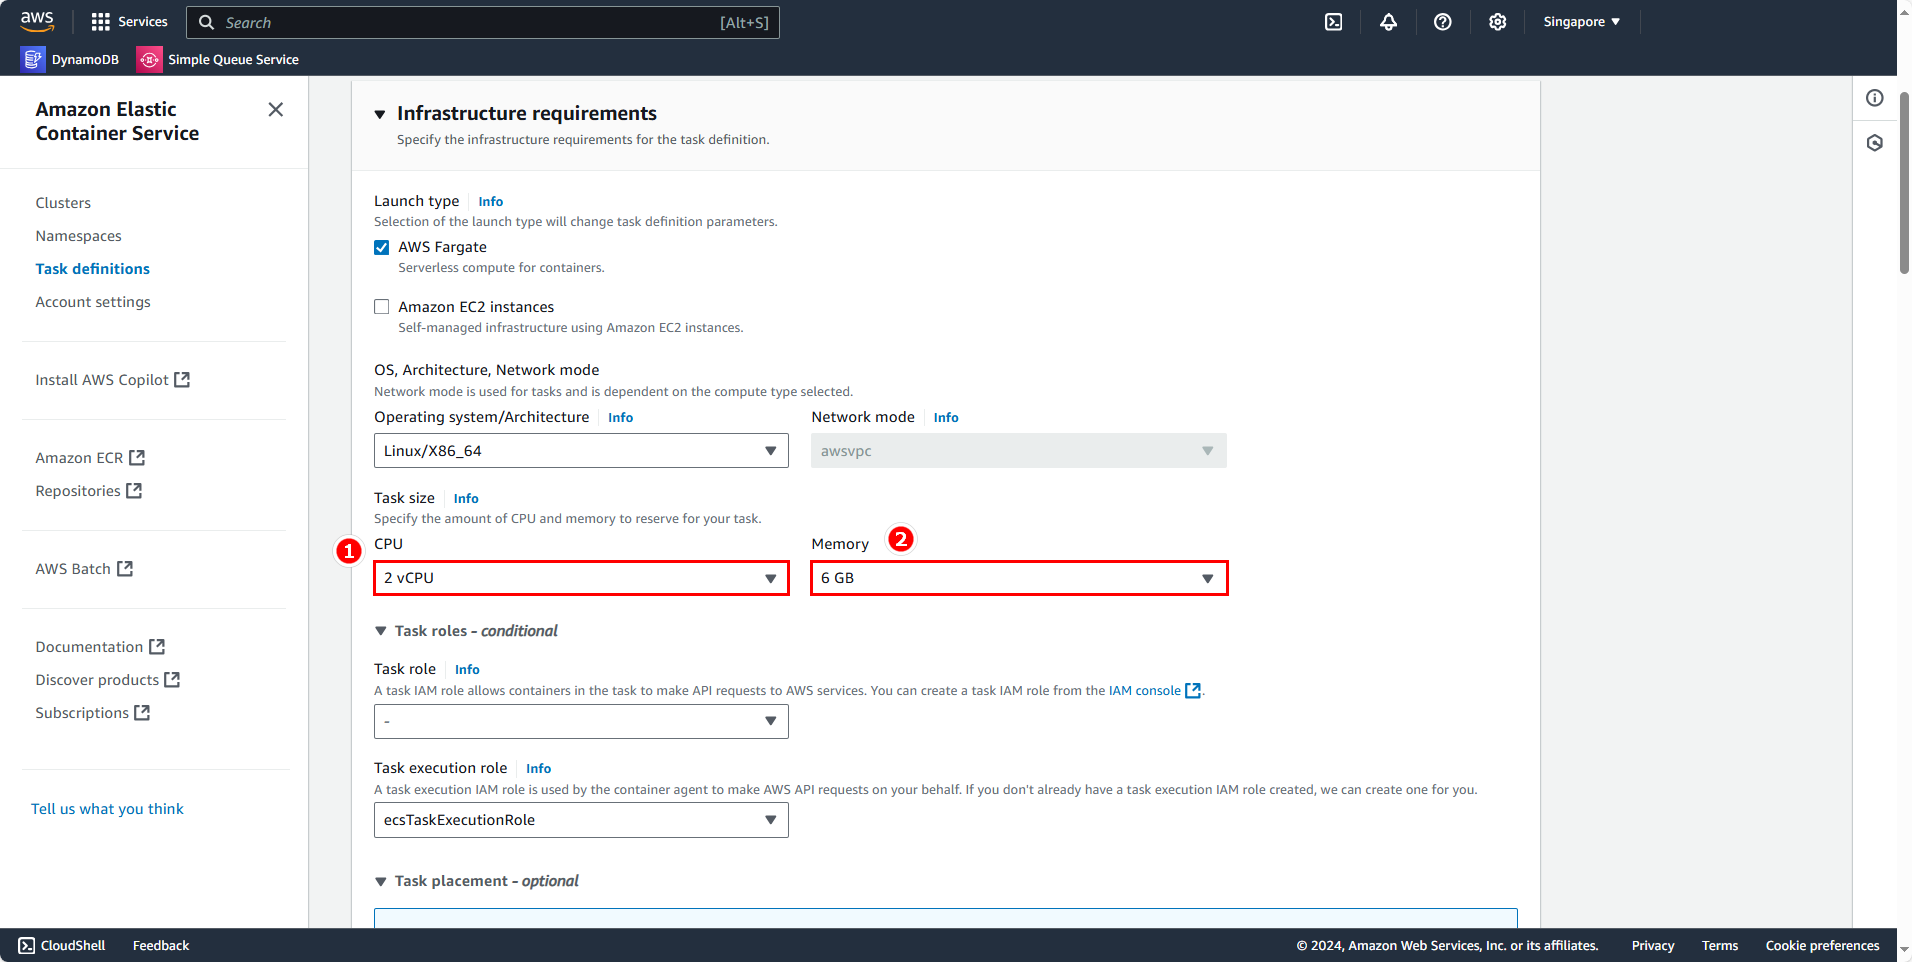 aws
Services
Search
[Alt+S]
Singapore
DynamoDB
Simple Queue Service
Amazon Elastic
Container Service
Clusters
Namespaces
Task definitions
Account settings
Install AWS Copilot
Amazon ECR
Repositories
AWS Batch
Documentation
Discover products
Subscriptions
Tell us what you think
Infrastructure requirements
Specify the infrastructure requirements for the task definition.
Launch type Info
Selection of the launch type will change task definition parameters.
AWS Fargate
Serverless compute for containers.
Amazon EC2 instances
Self-managed infrastructure using Amazon EC2 instances.
OS, Architecture, Network mode
Network mode is used for tasks and is dependent on the compute type selected.
Operating system/Architecture Info
Network mode Info
Linux/X86_64
awsvpc
Task size Info
Specify the amount of CPU and memory to reserve for your task.
1 CPU
Memory 2
2 vCPU
6 GB
Task roles - conditional
Task role Info
A task IAM role allows containers in the task to make API requests to AWS services. You can create a task IAM role from the IAM console.
-
Task execution role Info
A task execution IAM role is used by the container agent to make AWS API requests on your behalf. If you don't already have a task execution IAM role created, we can create one for you.
ecsTaskExecutionRole
Task placement - optional
CloudShell
Feedback
© 2024, Amazon Web Services, Inc. or its affiliates.
Privacy
Terms
Cookie preferences